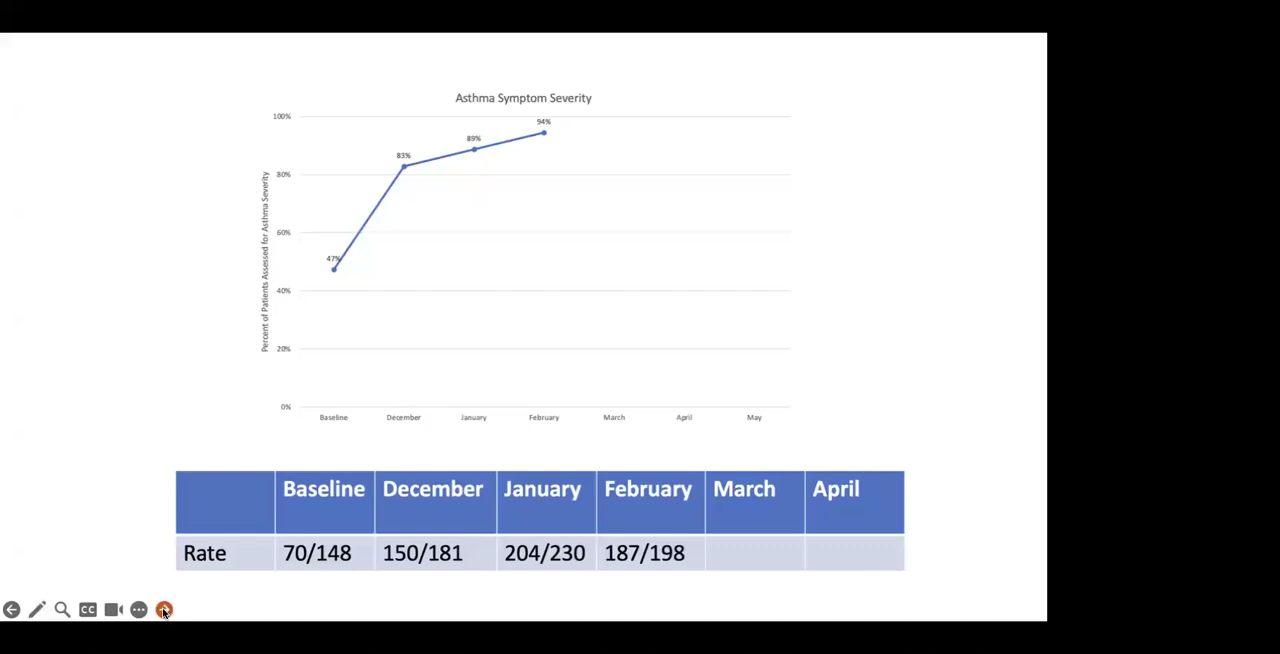 Asthma Symptom Severity
Percent of Patients Assessed for Asthma Severity
100%
80%
60%
40%
20%
0%
47%
83%
89%
94%
Baseline December January February March April May
Baseline December January February March April
Rate 70/148 150/181 204/230 187/198
CC